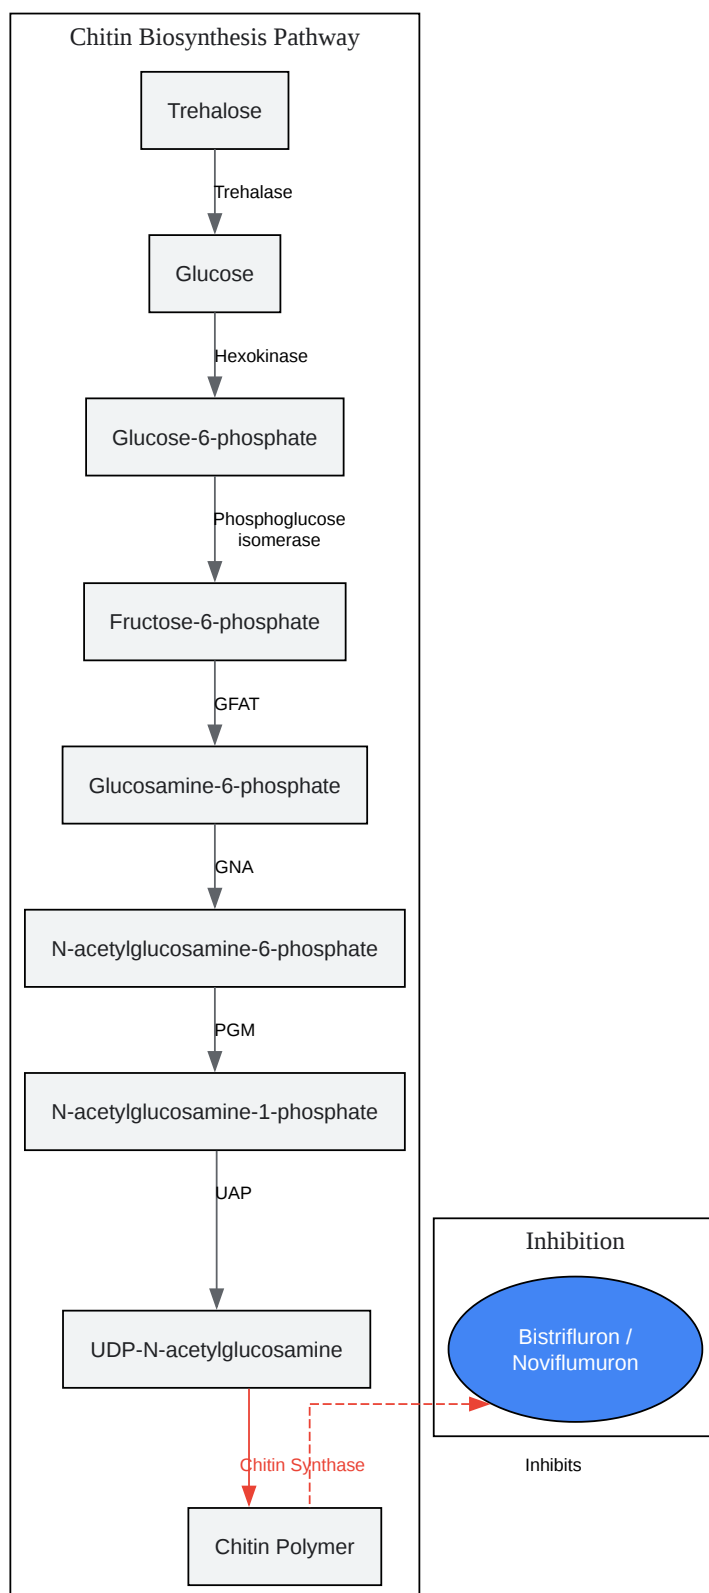 Chitin Biosynthesis Pathway
Trehalose
Trehalase
Glucose
Hexokinase
Glucose-6-phosphate
Phosphoglucose
isomerase
Fructose-6-phosphate
GFAT
Glucosamine-6-phosphate
GNA
N-acetylglucosamine-6-phosphate
PGM
N-acetylglucosamine-1-phosphate
UAP
Inhibition
Bistrifluron /
Noviflumuron
UDP-N-acetylglucosamine
Chitin Synthase
Inhibits
Chitin Polymer